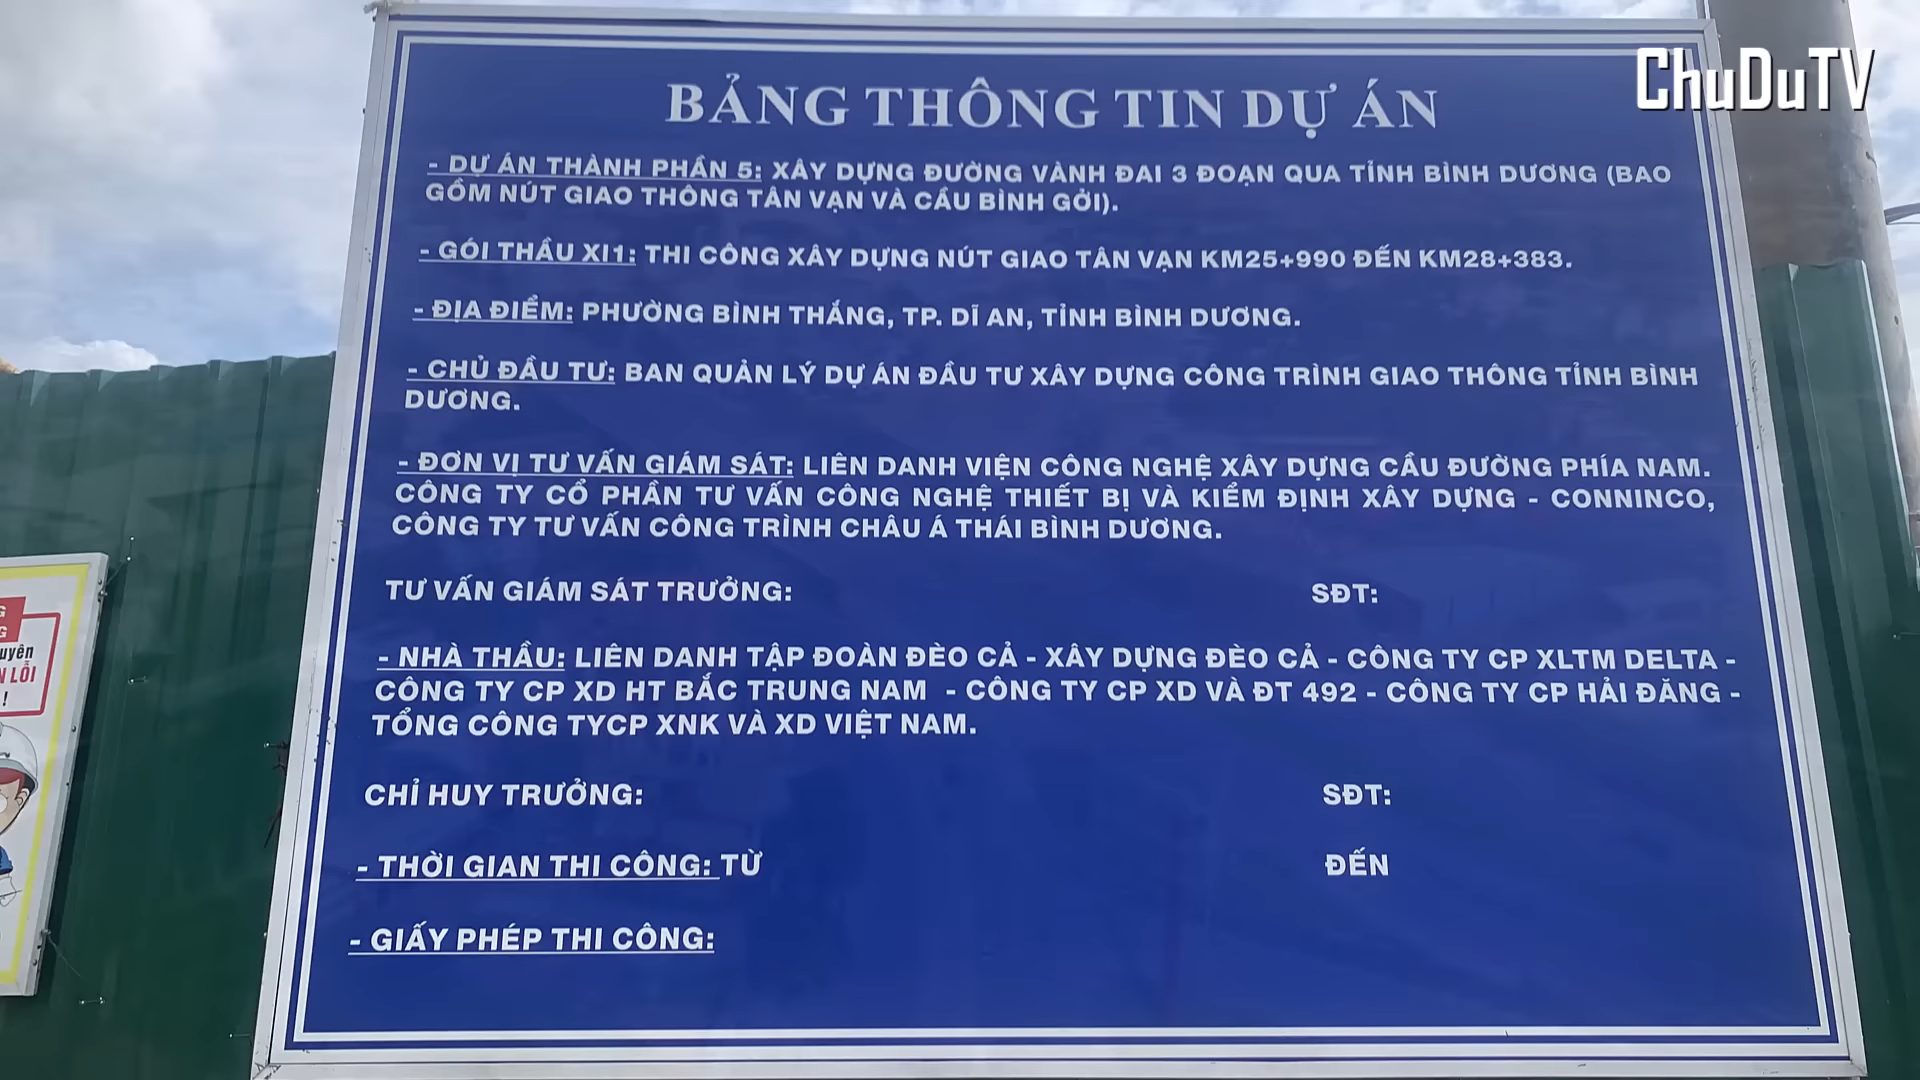 ChuDuTV
BẢNG THÔNG TIN DỰ ÁN
- DỰ ÁN THÀNH PHẦN 5: XÂY DỰNG ĐƯỜNG VÀNH ĐAI 3 ĐOẠN QUA TỈNH BÌNH DƯƠNG (BAO
GỒM NÚT GIAO THÔNG TÂN VẠN VÀ CẦU BÌNH GỞI).
- GÓI THẦU XI1: THI CÔNG XÂY DỰNG NÚT GIAO TÂN VẠN KM25+990 ĐẾN KM28+383.
- ĐỊA ĐIỂM: PHƯỜNG BÌNH THẮNG, TP. DĨ AN, TỈNH BÌNH DƯƠNG.
- CHỦ ĐẦU TƯ: BAN QUẢN LÝ DỰ ÁN ĐẦU TƯ XÂY DỰNG CÔNG TRÌNH GIAO THÔNG TỈNH BÌNH
DƯƠNG.
- ĐƠN VỊ TƯ VẤN GIÁM SÁT: LIÊN DANH VIỆN CÔNG NGHỆ XÂY DỰNG CẦU ĐƯỜNG PHÍA NAM.
CÔNG TY CỔ PHẦN TƯ VẤN CÔNG NGHỆ THIẾT BỊ VÀ KIỂM ĐỊNH XÂY DỰNG - CONNINCO,
CÔNG TY TƯ VẤN CÔNG TRÌNH CHÂU Á THÁI BÌNH DƯƠNG.
TƯ VẤN GIÁM SÁT TRƯỞNG: SĐT:
- NHÀ THẦU: LIÊN DANH TẬP ĐOÀN ĐÈO CẢ - XÂY DỰNG ĐÈO CẢ - CÔNG TY CP XLTM DELTA -
CÔNG TY CP XD HT BẮC TRUNG NAM - CÔNG TY CP XD VÀ ĐT 492 - CÔNG TY CP HẢI ĐĂNG -
TỔNG CÔNG TYCP XNK VÀ XD VIỆT NAM.
CHỈ HUY TRƯỞNG: SĐT:
- THỜI GIAN THI CÔNG: TỪ ĐẾN
- GIẤY PHÉP THI CÔNG:
G
G
uyên
N LỖI
!